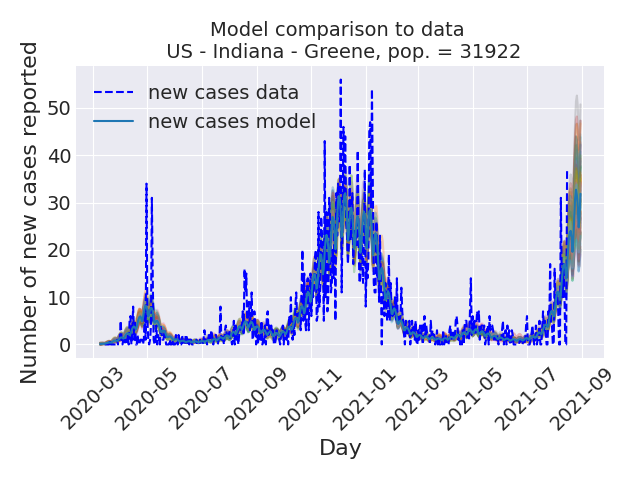 Model comparison to data
US - Indiana - Greene, pop. = 31922
Number of new cases reported
50
40
30
20
10
0
new cases data
new cases model
2020-03
2020-05
2020-07
2020-09
2020-11
2021-01
2021-03
2021-05
2021-07
2021-09
Day